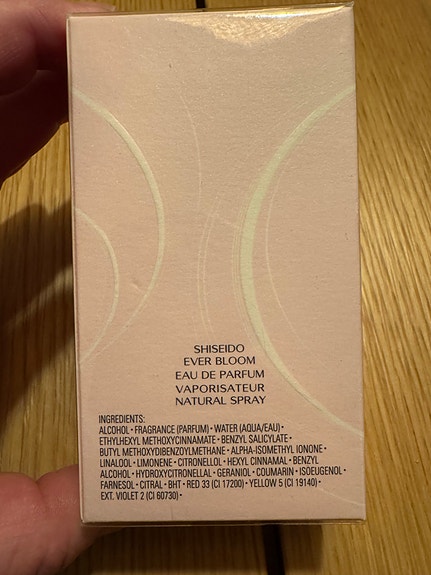 SHISEIDO
EVER BLOOM
EAU DE PARFUM
VAPORISATEUR
NATURAL SPRAY
INGREDIENTS:
ALCOHOL • FRAGRANCE (PARFUM) • WATER (AQUA/EAU) •
ETHYLHEXYL METHOXYCINNAMATE • BENZYL SALICYLATE •
BUTYL METHOXYDIBENZOYLMETHANE • ALPHA-ISOMETHYL IONONE •
LINALOOL • LIMONENE • CITRONELLOL • HEXYL CINNAMAL • BENZYL
ALCOHOL • HYDROXYCITRONELLAL • GERANIOL • COUMARIN • ISOEUGENOL •
FARNESOL • CITRAL • BHT • RED 33 (CI 17200) • YELLOW 5 (CI 19140) •
EXT. VIOLET 2 (CI 60730) •